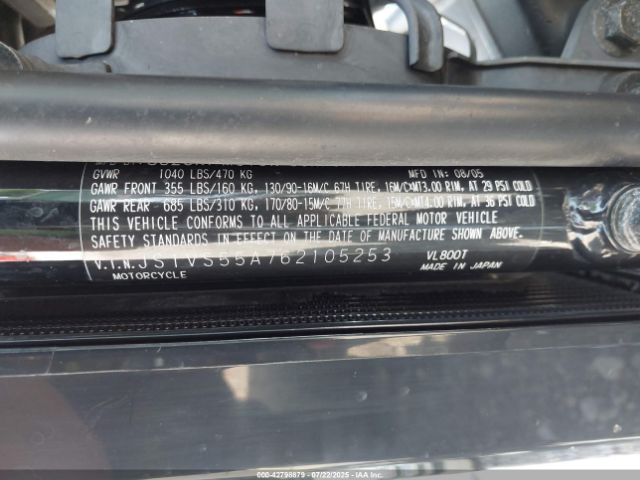 GVWR 1040 LBS/470 KG MFD IN: 08/05
GAWR FRONT 355 LBS/160 KG, 130/90-16M/C 67H TIRE, 16M/C×MT3.00 RIM, AT 29 PSI COLD
GAWR REAR 685 LBS/310 KG, 170/80-15M/C 77H TIRE, 15M/C×MT4.00 RIM, AT 36 PSI COLD
THIS VEHICLE CONFORMS TO ALL APPLICABLE FEDERAL MOTOR VEHICLE
SAFETY STANDARDS IN EFFECT ON THE DATE OF MANUFACTURE SHOWN ABOVE.
V.I.N. JS1VS55A762105253 VL800T
MOTORCYCLE MADE IN JAPAN
©IAA 000-42798879 07/22/2025